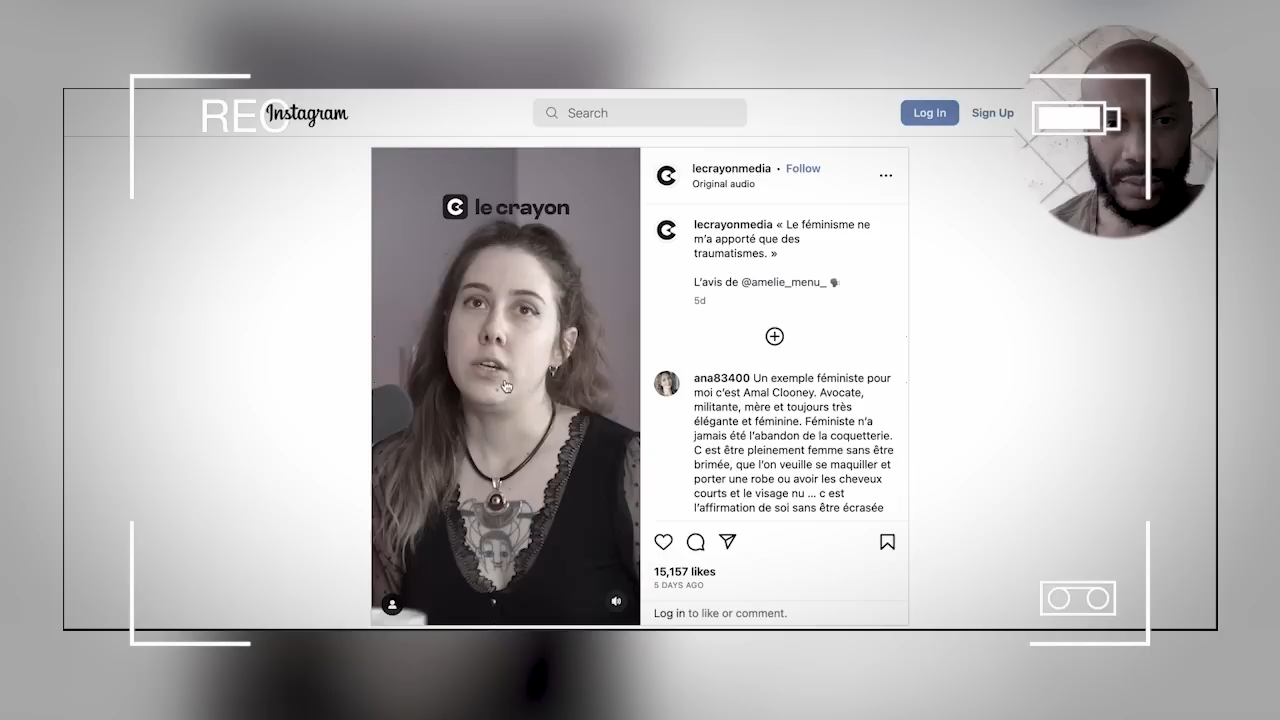 REC
Instagram
Search
Log In
Sign Up
le crayon
lecrayonmedia • Follow
Original audio
lecrayonmedia « Le féminisme ne
m'a apporté que des
traumatismes. »
L'avis de @amelie_menu_
5d
ana83400 Un exemple féministe pour
moi c'est Amal Clooney. Avocate,
militante, mère et toujours très
élégante et féminine. Féministe n'a
jamais été l'abandon de la coquetterie.
C est être pleinement femme sans être
brimée, que l'on veuille se maquiller et
porter une robe ou avoir les cheveux
courts et le visage nu ... c est
l'affirmation de soi sans être écrasée
15,157 likes
5 DAYS AGO
Log in to like or comment.